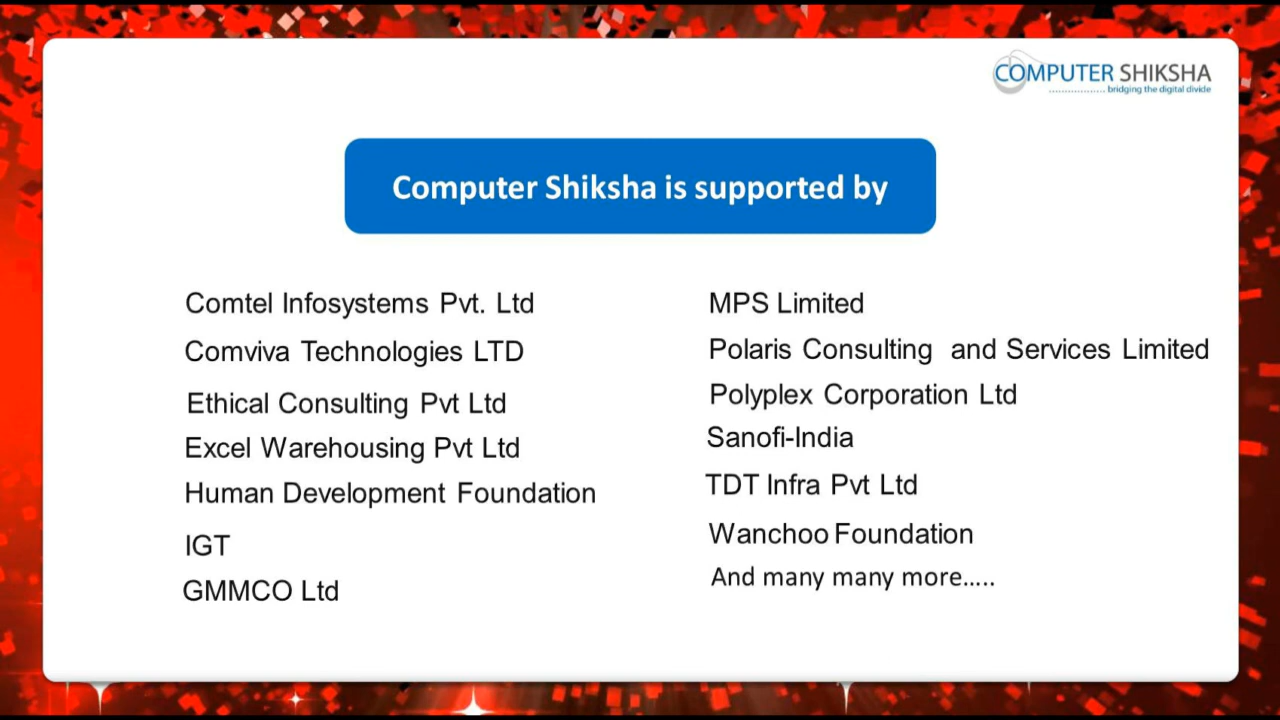 COMPUTER SHIKSHA
bridging the digital divide
Computer Shiksha is supported by
Comtel Infosystems Pvt. Ltd
Comviva Technologies LTD
Ethical Consulting Pvt Ltd
Excel Warehousing Pvt Ltd
Human Development Foundation
IGT
GMMCO Ltd
MPS Limited
Polaris Consulting and Services Limited
Polyplex Corporation Ltd
Sanofi-India
TDT Infra Pvt Ltd
Wanchoo Foundation
And many many more.....